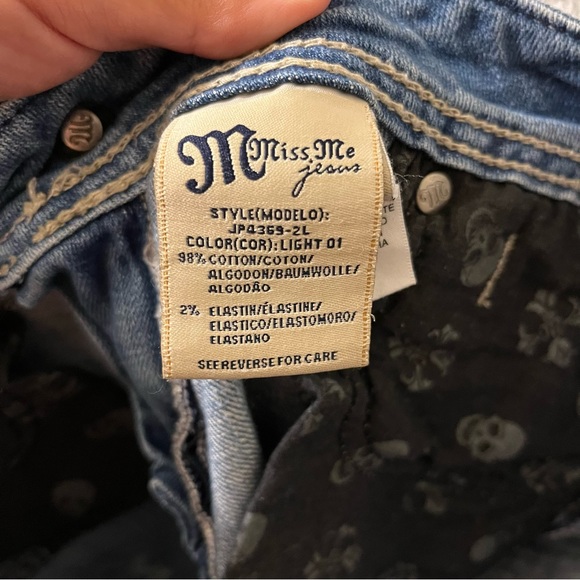 M Miss Me
jeans
STYLE(MODELO):
JP4369-2L
COLOR(COR): LIGHT 01
98% COTTON/COTON/
ALGODON/BAUMWOLLE/
ALGODÃO
2% ELASTIN/ÉLASTINE/
ELASTICO/ELASTOMORO/
ELASTANO
SEE REVERSE FOR CARE